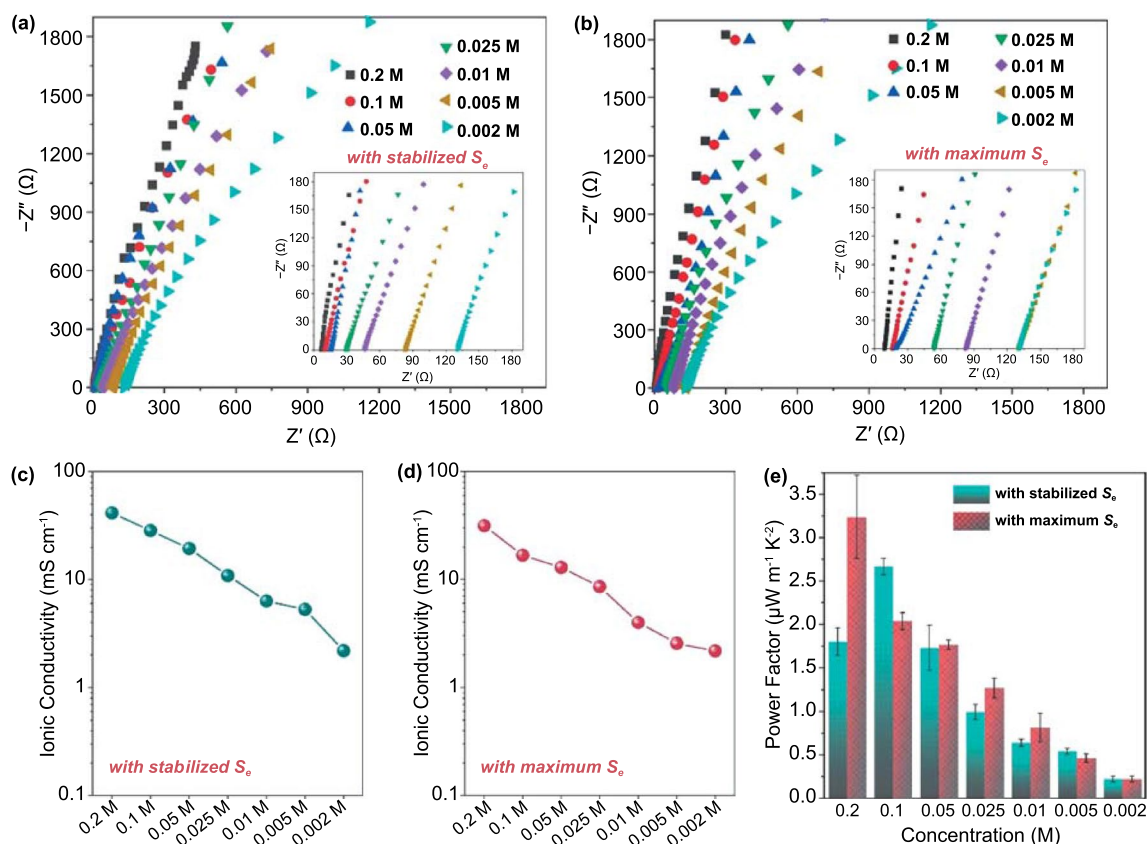 (a)
1800
1500
1200
900
600
300
0
−Z″ (Ω)
0.2 M
0.1 M
0.05 M
0.025 M
0.01 M
0.005 M
0.002 M
with stabilized Se
180
150
120
90
60
30
0
−Z″ (Ω)
0 30 60 90 120 150 180
Z′ (Ω)
0 300 600 900 1200 1500 1800
Z′ (Ω)
(b)
1800
1500
1200
900
600
300
0
−Z″ (Ω)
0.2 M
0.1 M
0.05 M
0.025 M
0.01 M
0.005 M
0.002 M
with maximum Se
180
150
120
90
60
30
0
−Z″ (Ω)
0 30 60 90 120 150 180
Z′ (Ω)
0 300 600 900 1200 1500 1800
Z′ (Ω)
(c)
100
10
1
0.1
Ionic Conductivity (mS cm⁻¹)
with stabilized Se
0.2 M 0.1 M 0.05 M 0.025 M 0.01 M 0.005 M 0.002 M
(d)
100
10
1
0.1
Ionic Conductivity (mS cm⁻¹)
with maximum Se
0.2 M 0.1 M 0.05 M 0.025 M 0.01 M 0.005 M 0.002 M
(e)
with stabilized Se
with maximum Se
3.5
3.0
2.5
2.0
1.5
1.0
0.5
0.0
Power Factor (μW m⁻¹ K⁻²)
0.2 0.1 0.05 0.025 0.01 0.005 0.002
Concentration (M)